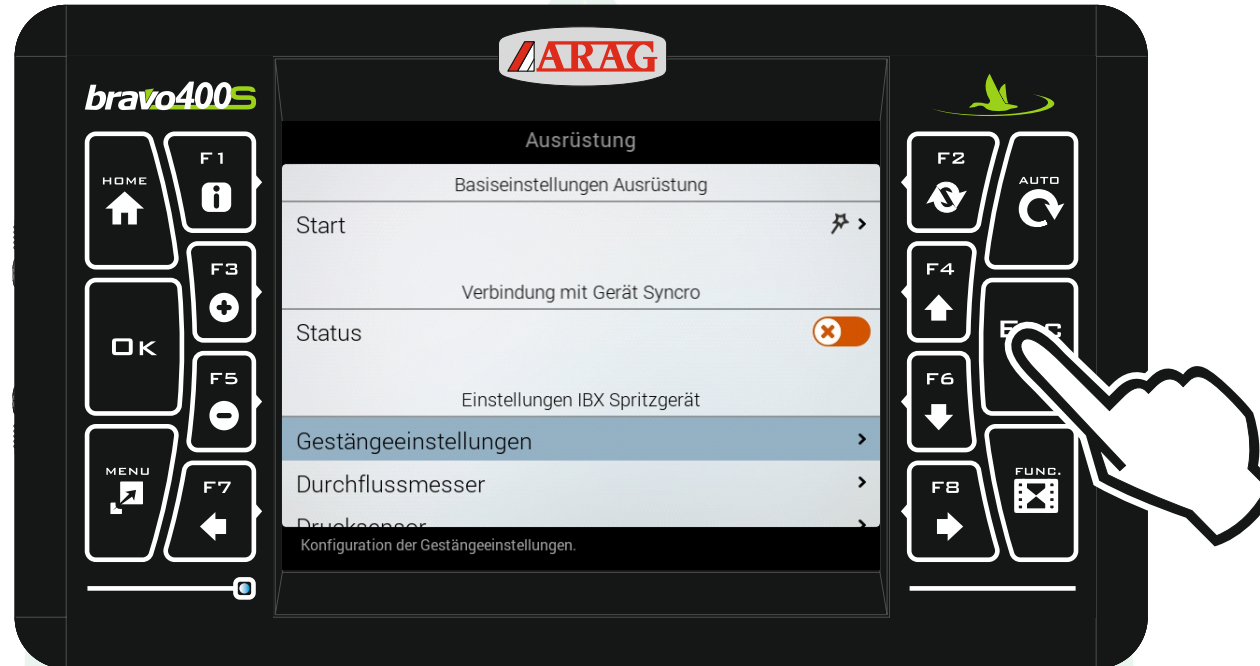 ARAG
bravo400S
HOME
F1
F3
OK
F5
MENU
F7
Ausrüstung
Basiseinstellungen Ausrüstung
Start
Verbindung mit Gerät Syncro
Status
Einstellungen IBX Spritzgerät
Gestängeeinstellungen
Durchflussmesser
Drucksensor
Konfiguration der Gestängeeinstellungen.
F2
AUTO
F4
F6
F8
FUNC.